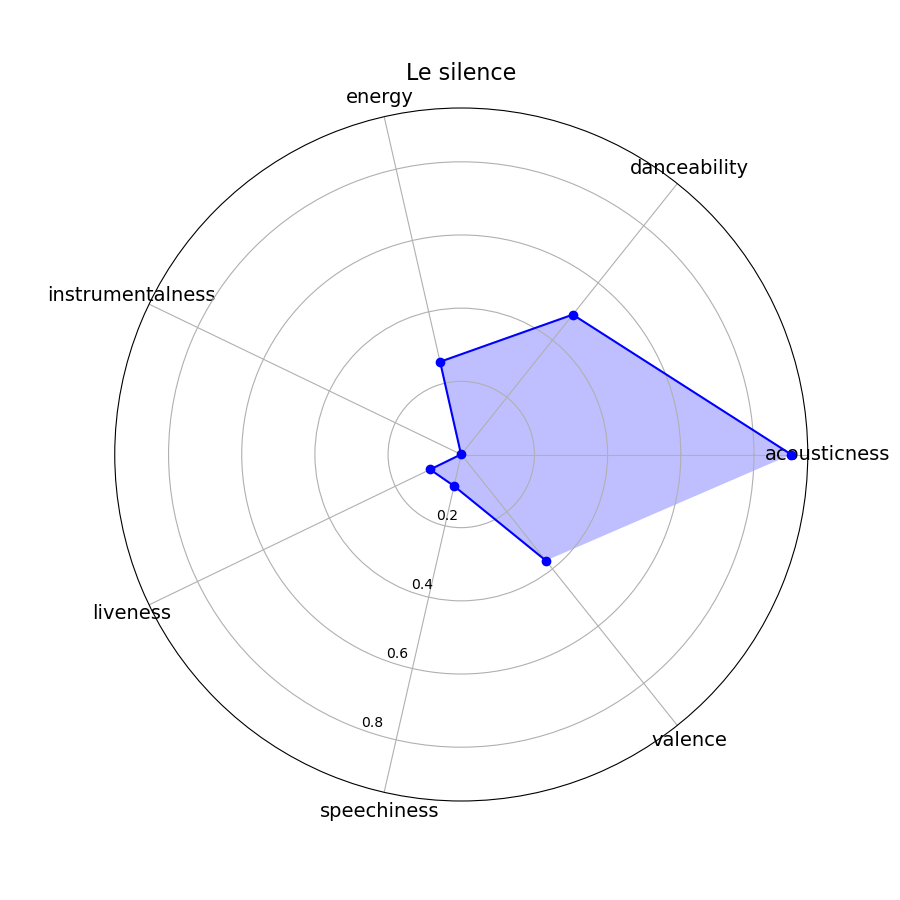 Le silence
energy
danceability
instrumentalness
acousticness
0.2
0.4
liveness
0.6
0.8
valence
speechiness